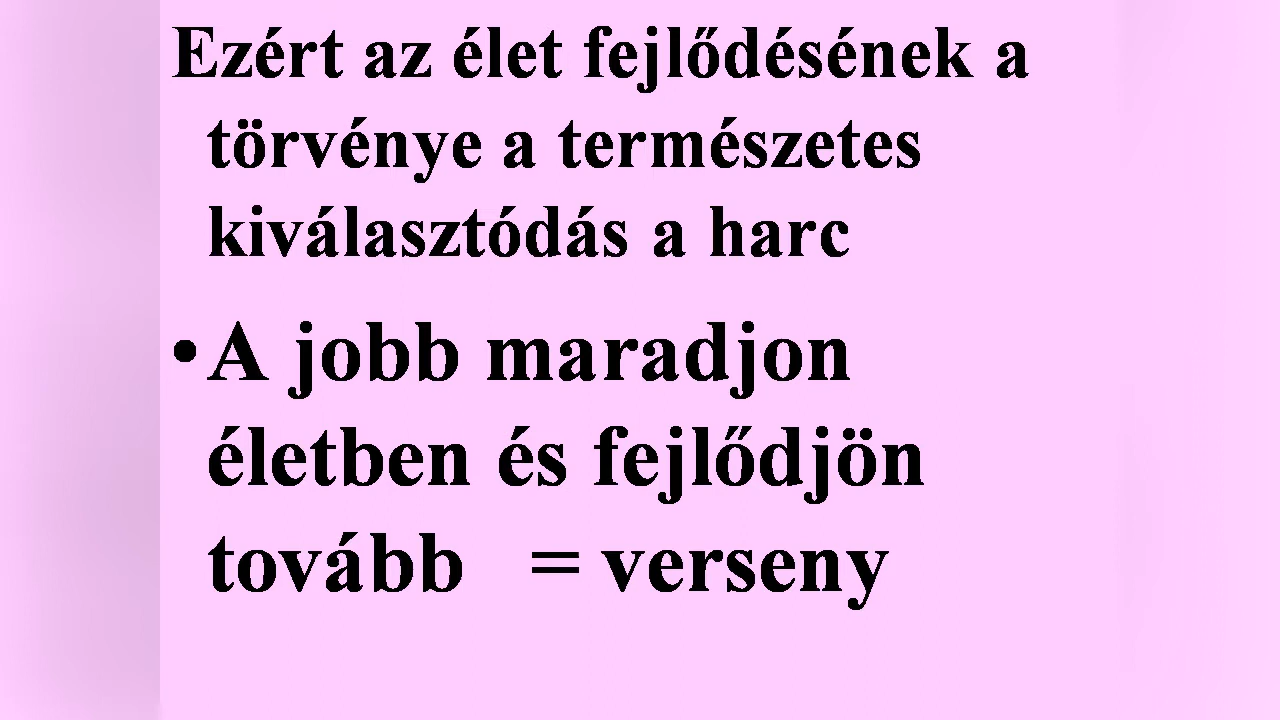 Ezért az élet fejlődésének a
törvénye a természetes
kiválasztódás a harc
•A jobb maradjon
életben és fejlődjön
tovább = verseny